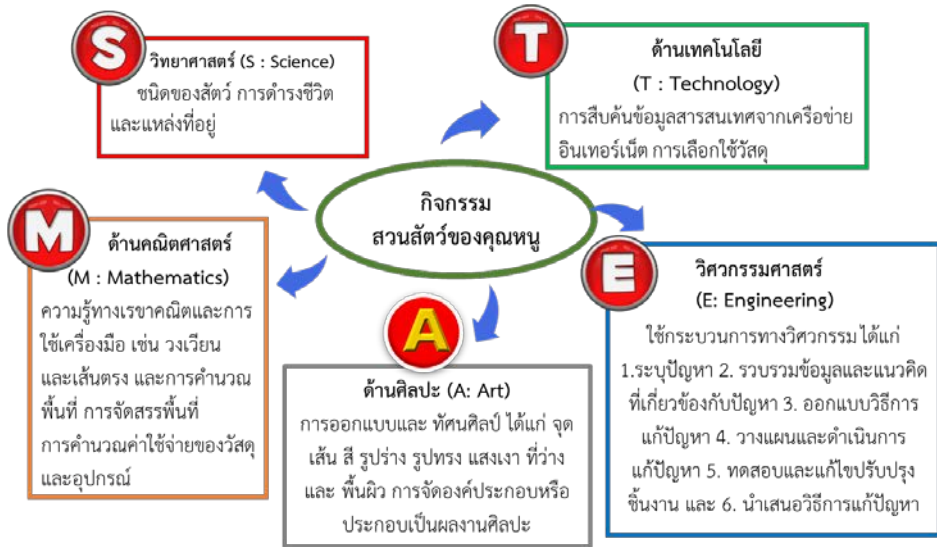 S
วิทยาศาสตร์ (S : Science)
ชนิดของสัตว์ การดำรงชีวิต
และแหล่งที่อยู่
T
ด้านเทคโนโลยี
(T : Technology)
การสืบค้นข้อมูลสารสนเทศจากเครือข่าย
อินเทอร์เน็ต การเลือกใช้วัสดุ
กิจกรรม
สวนสัตว์ของคุณหนู
M
ด้านคณิตศาสตร์
(M : Mathematics)
ความรู้ทางเรขาคณิตและการ
ใช้เครื่องมือ เช่น วงเวียน
และเส้นตรง และการคำนวณ
พื้นที่ การจัดสรรพื้นที่
การคำนวณค่าใช้จ่ายของวัสดุ
และอุปกรณ์
A
ด้านศิลปะ (A: Art)
การออกแบบและ ทัศนศิลป์ ได้แก่ จุด
เส้น สี รูปร่าง รูปทรง แสงเงา ที่ว่าง
และ พื้นผิว การจัดองค์ประกอบหรือ
ประกอบเป็นผลงานศิลปะ
E
วิศวกรรมศาสตร์
(E: Engineering)
ใช้กระบวนการทางวิศวกรรม ได้แก่
1.ระบุปัญหา 2. รวบรวมข้อมูลและแนวคิด
ที่เกี่ยวข้องกับปัญหา 3. ออกแบบวิธีการ
แก้ปัญหา 4. วางแผนและดำเนินการ
แก้ปัญหา 5. ทดสอบและแก้ไขปรับปรุง
ชิ้นงาน และ 6. นำเสนอวิธีการแก้ปัญหา